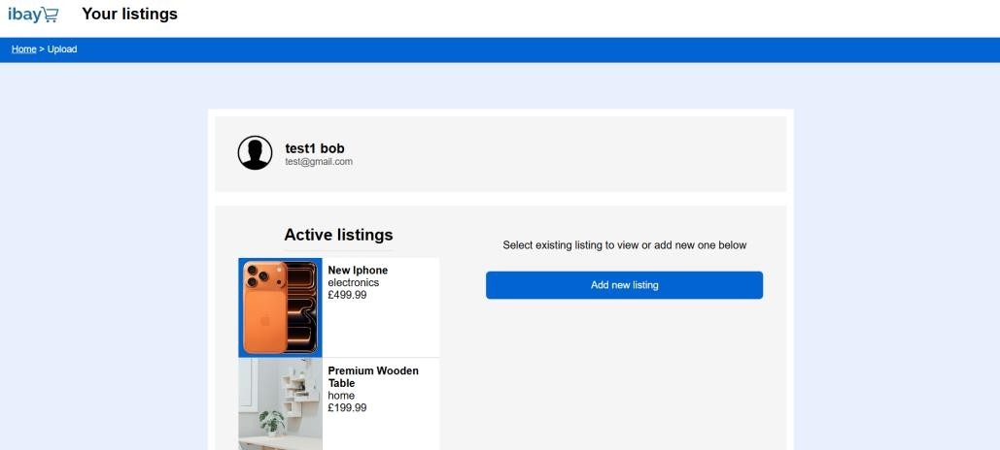 ibay
Your listings
Home > Upload
test1 bob
test@gmail.com
Active listings
New Iphone
electronics
£499.99
Premium Wooden
Table
home
£199.99
Select existing listing to view or add new one below
Add new listing